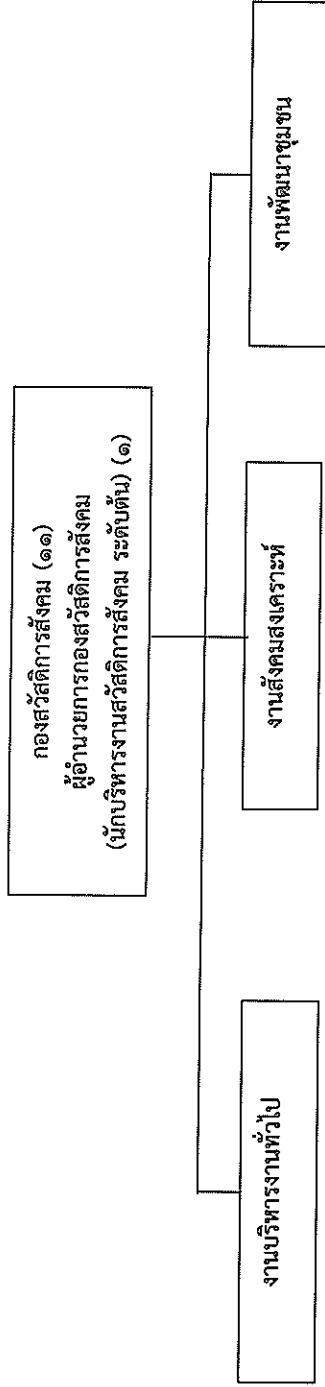 กองสวัสดิการสังคม (๑๑)
ผู้อำนวยการกองสวัสดิการสังคม
(นักบริหารงานสวัสดิการสังคม ระดับต้น) (๑)
งานบริหารงานทั่วไป
งานสังคมสงเคราะห์
งานพัฒนาชุมชน